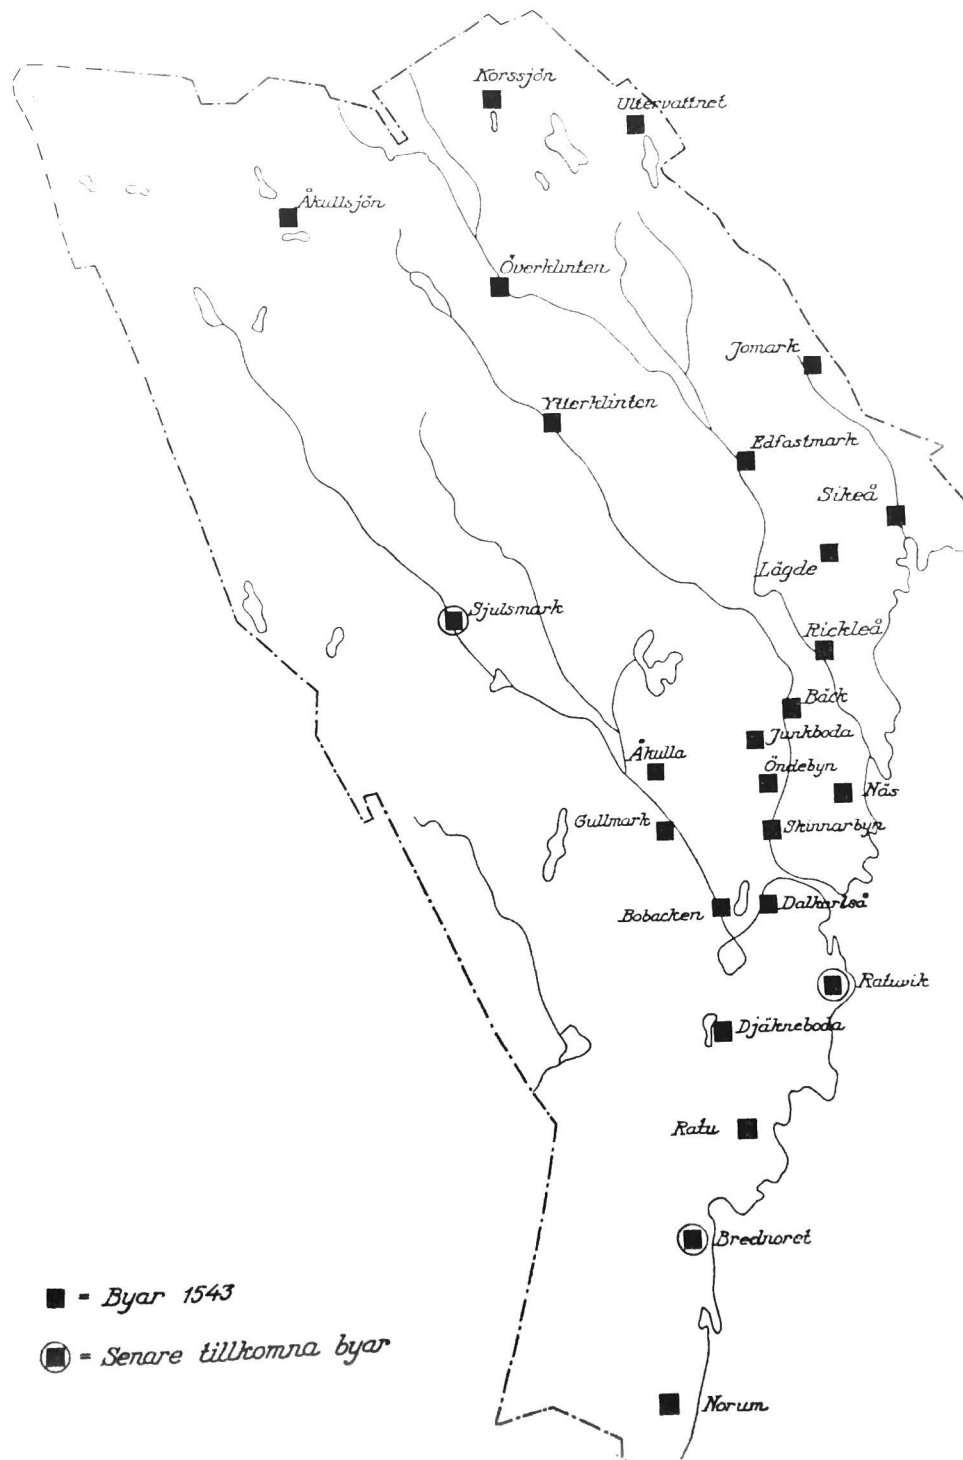 Korssjön
Ultervattnet
Åkullsjön
Överklinten
Jomark
Ytterklinten
Edfastmark
Sikeå
Lägde
Sjulsmark
Rickleå
Bäck
Junkboda
Åkulla
Öndebyn
Näs
Gullmark
Skinnarbyn
Bobacken
Dalkarlså
Ratuvik
Djäkneboda
Ratu
Brednoret
= Byar 1543
= Senare tillkomna byar
Norum